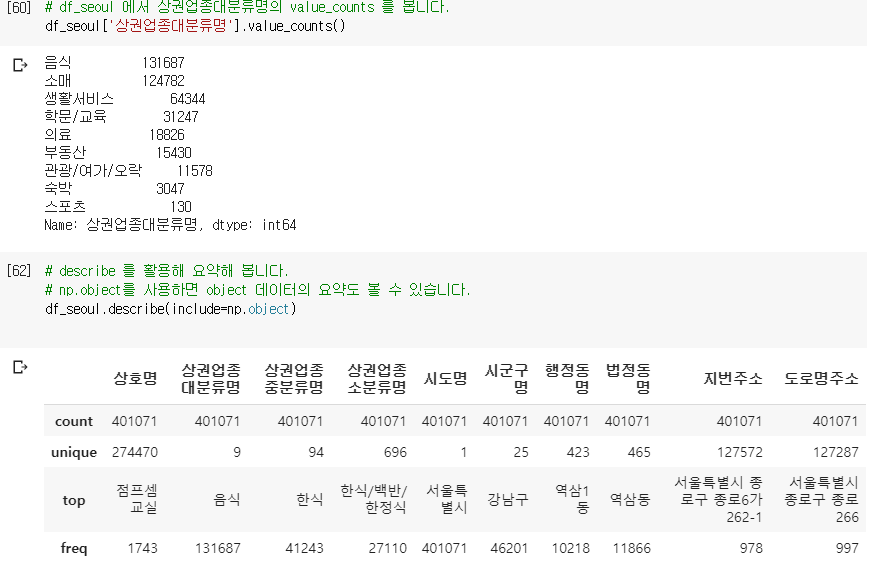 [60] # df_seoul 에서 상권업종대분류명의 value_counts 를 봅니다.
df_seoul['상권업종대분류명'].value_counts()
음식 131687
소매 124782
생활서비스 64344
학문/교육 31247
의료 18826
부동산 15430
관광/여가/오락 11578
숙박 3047
스포츠 130
Name: 상권업종대분류명, dtype: int64
[62] # describe 를 활용해 요약해 봅니다.
# np.object를 사용하면 object 데이터의 요약도 볼 수 있습니다.
df_seoul.describe(include=np.object)
상권업종 상권업종 상권업종 시군구 행정동 법정동
상호명 시도명 지번주소 도로명주소
대분류명 중분류명 소분류명 명 명 명
count 401071 401071 401071 401071 401071 401071 401071 401071 401071 401071
unique 274470 9 94 696 1 25 423 465 127572 127287
점프셈 한식/백반/ 서울특 역삼1 서울특별시 종 서울특별시
top 음식 한식 강남구 역삼동 로구 종로6가 종로구 종로
교실 한정식 별시 동 262-1 266
freq 1743 131687 41243 27110 401071 46201 10218 11866 978 997